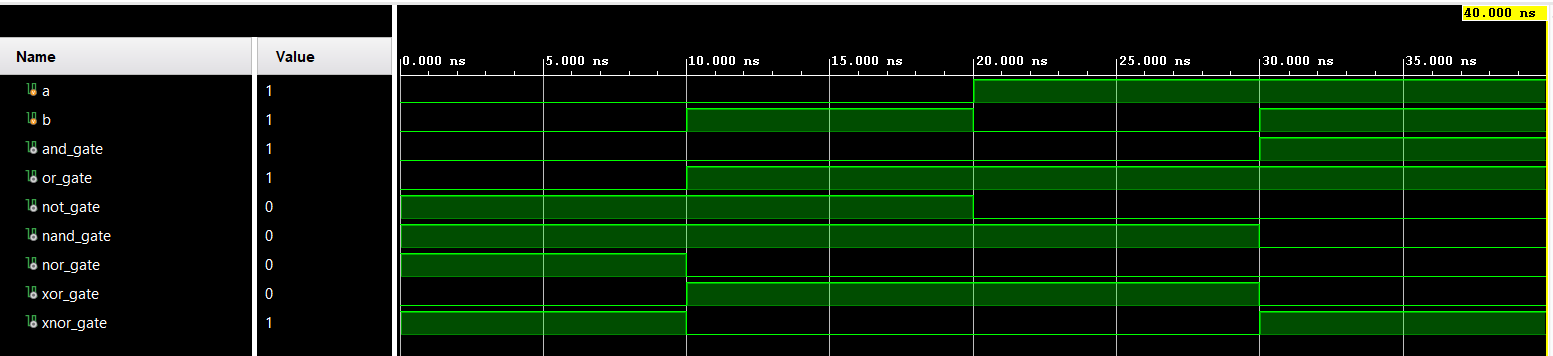 40.000 ns
Name Value
0.000 ns 5.000 ns 10.000 ns 15.000 ns 20.000 ns 25.000 ns 30.000 ns 35.000 ns
a 1
b 1
and_gate 1
or_gate 1
not_gate 0
nand_gate 0
nor_gate 0
xor_gate 0
xnor_gate 1